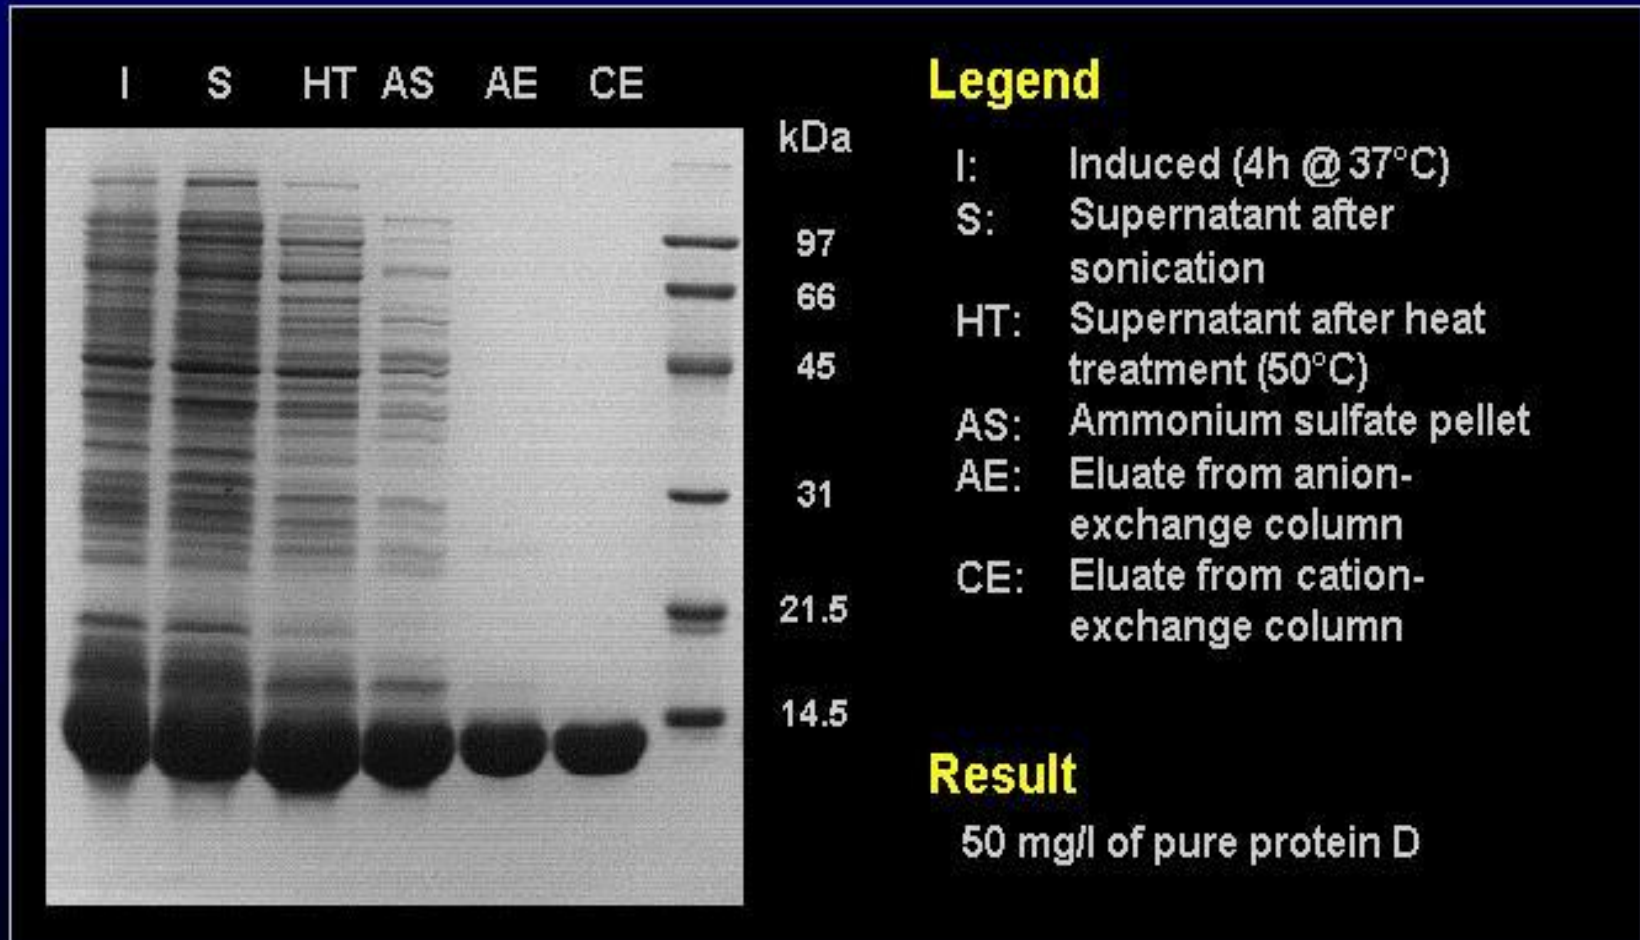 I S HT AS AE CE
kDa
97
66
45
31
21.5
14.5
Legend
I: Induced (4h @ 37°C)
S: Supernatant after
sonication
HT: Supernatant after heat
treatment (50°C)
AS: Ammonium sulfate pellet
AE: Eluate from anion-
exchange column
CE: Eluate from cation-
exchange column
Result
50 mg/l of pure protein D